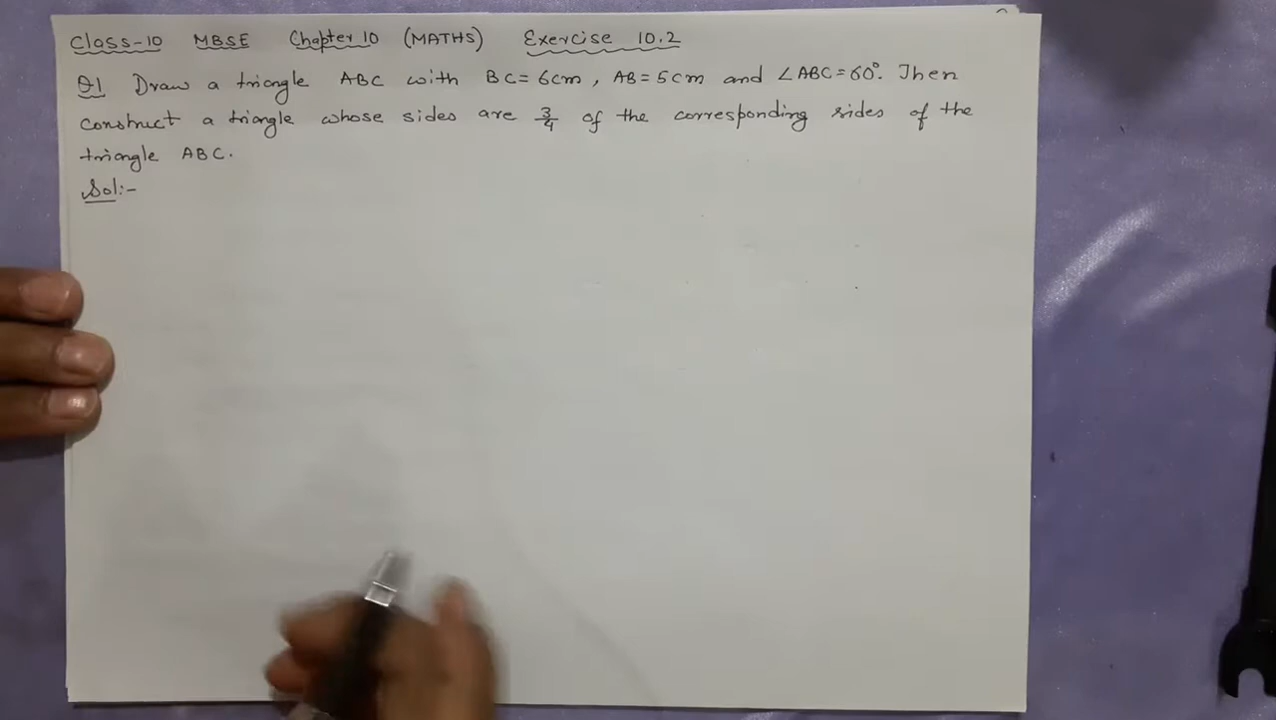 Class-10 MBSE Chapter 10 (MATHS) Exercise 10.2
Q1 Draw a triangle ABC with BC = 6cm, AB = 5cm and ∠ABC = 60°. Then
construct a triangle whose sides are 3/4 of the corresponding sides of the
triangle ABC.
Sol:-